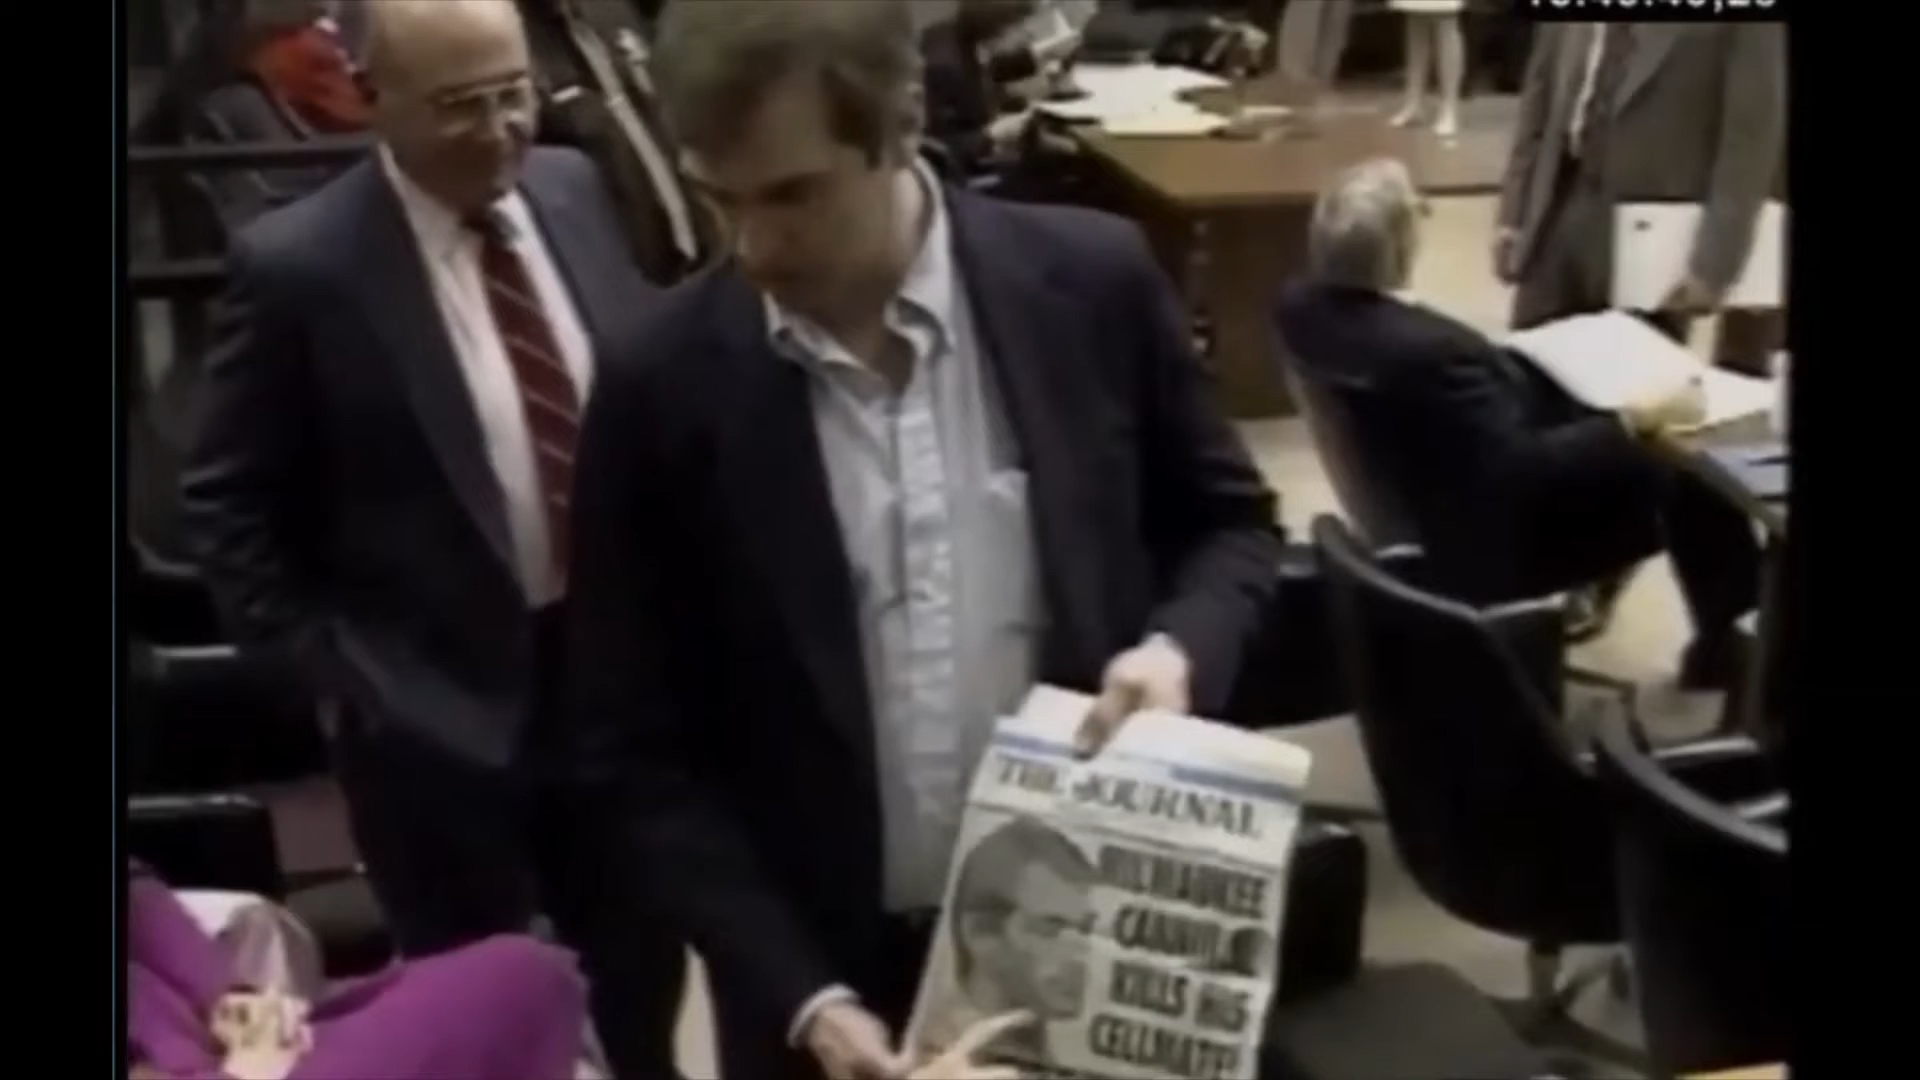 THE JOURNAL
MILWAUKEE
CANNIBAL
KILLS HIS
CELLMATE!